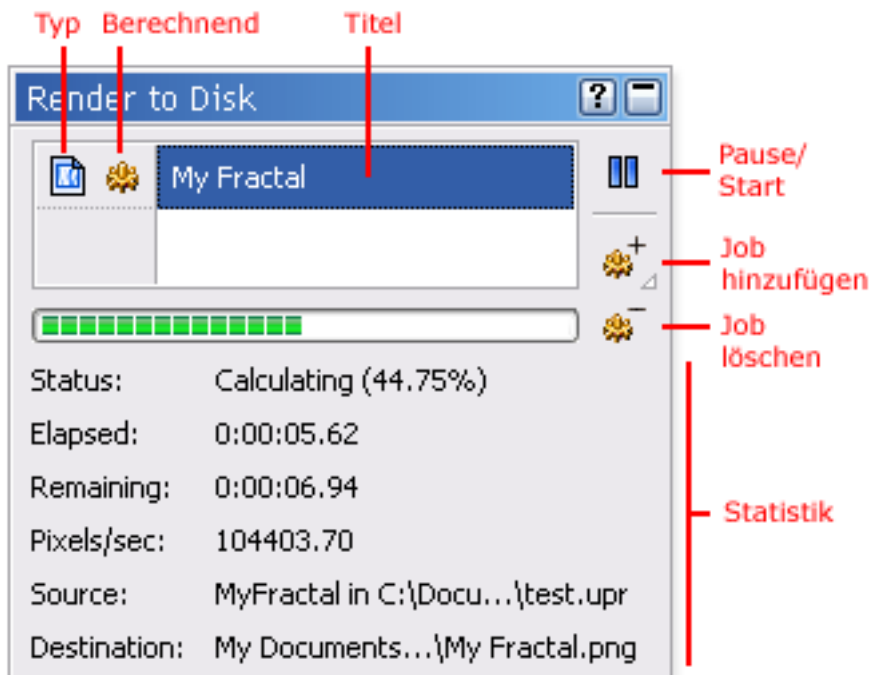 Typ Berechnend Titel
Render to Disk
My Fractal
Pause/
Start
Job
hinzufügen
Job
löschen
Status: Calculating (44.75%)
Elapsed: 0:00:05.62
Remaining: 0:00:06.94
Pixels/sec: 104403.70
Source: MyFractal in C:\Docu...\test.upr
Destination: My Documents...\My Fractal.png
Statistik